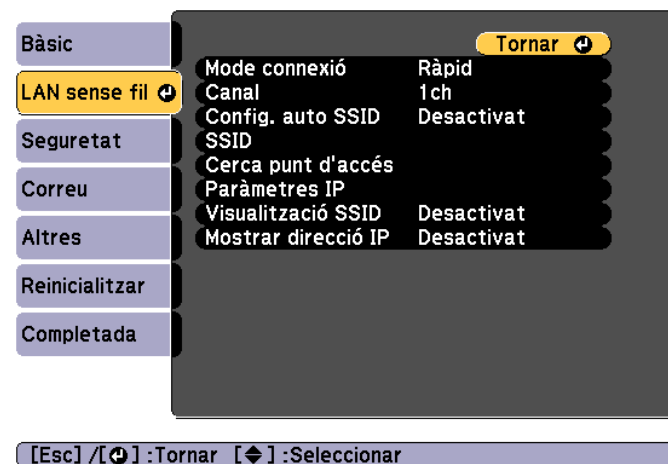 Bàsic
LAN sense fil
Seguretat
Correu
Altres
Reinicialitzar
Completada
Tornar
Mode connexió Ràpid
Canal 1ch
Config. auto SSID Desactivat
SSID
Cerca punt d'accés
Paràmetres IP
Visualització SSID Desactivat
Mostrar direcció IP Desactivat
[Esc] /[⏎] :Tornar [◆] :Seleccionar